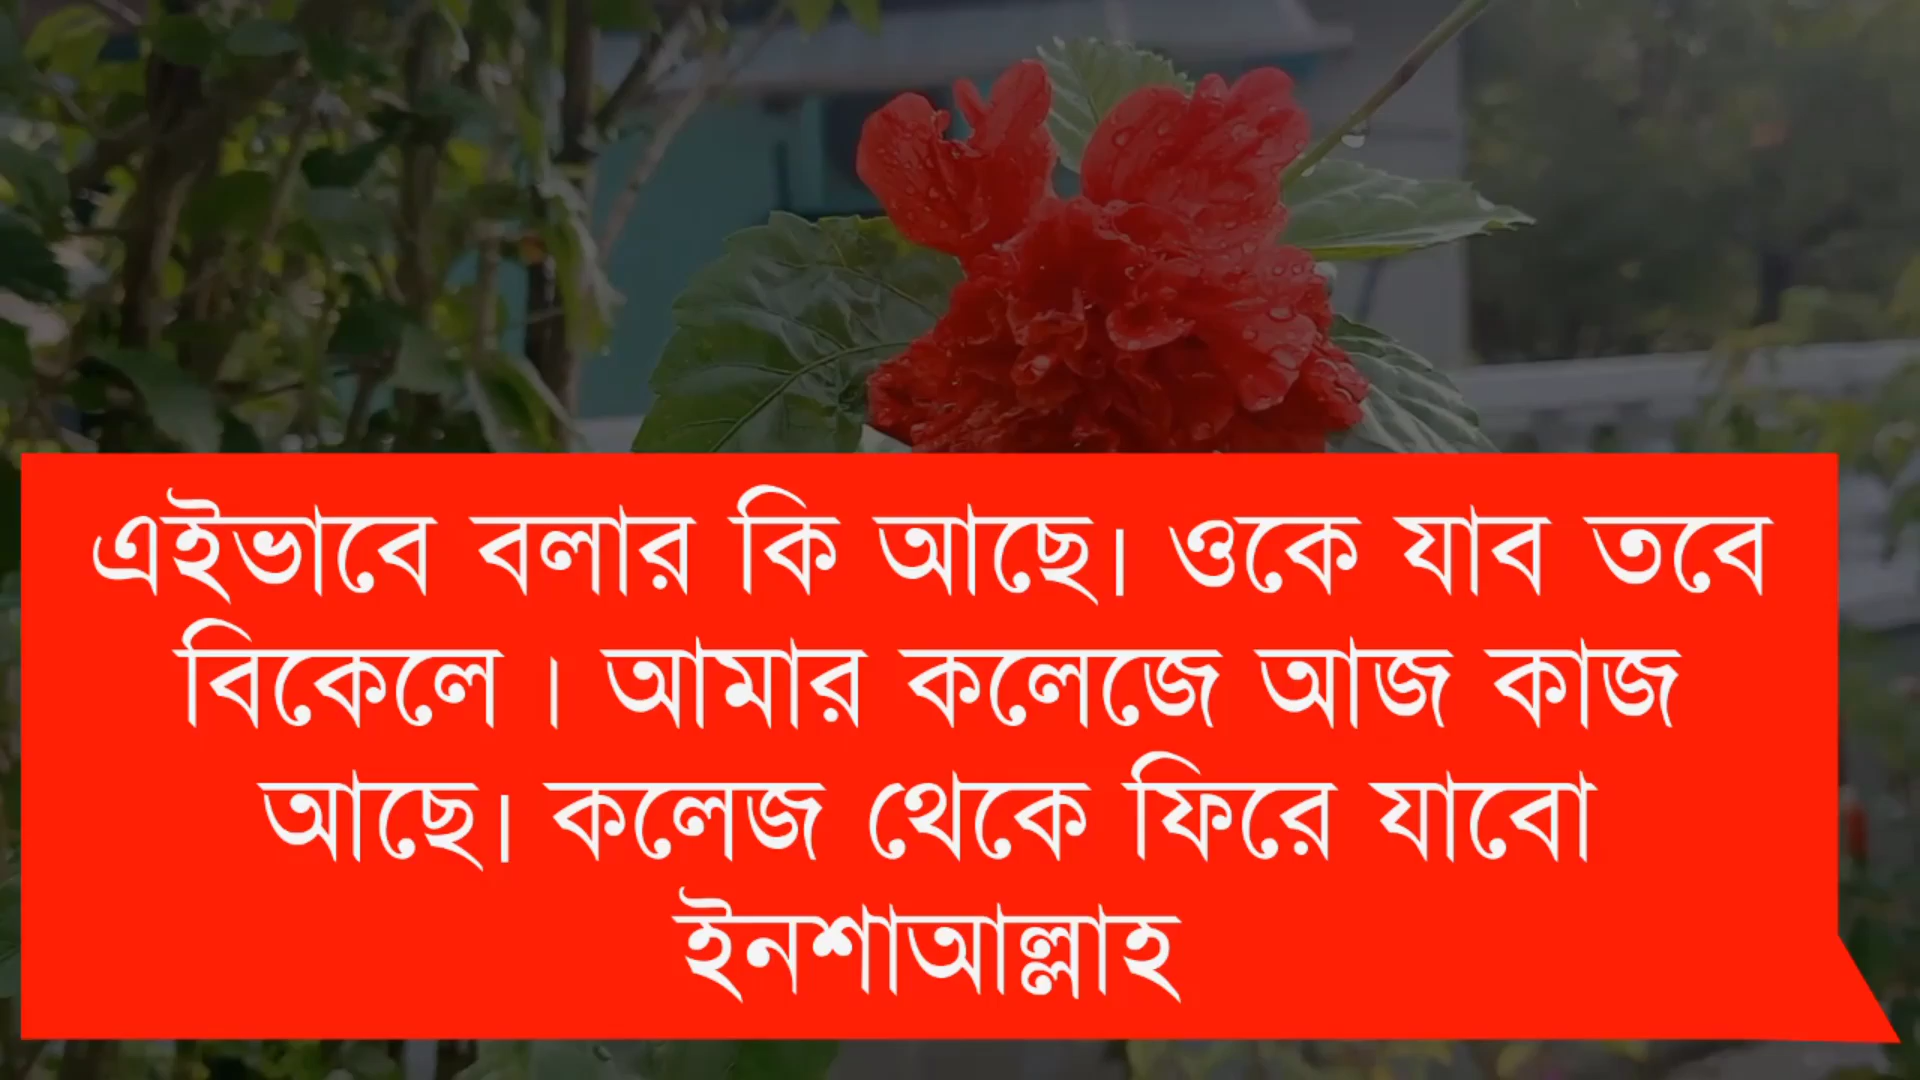 এইভাবে বলার কি আছে। ওকে যাব তবে
বিকেলে । আমার কলেজে আজ কাজ
আছে। কলেজ থেকে ফিরে যাবো
ইনশাআল্লাহ